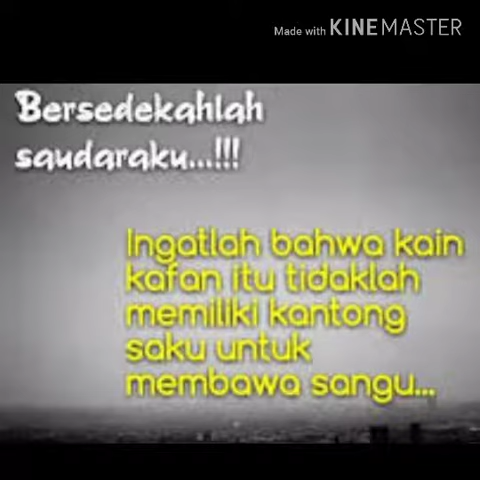 Made with KINEMASTER
Bersedekahlah
saudaraku...!!!
Ingatlah bahwa kain
kafan itu tidaklah
memiliki kantong
saku untuk
membawa sangu...